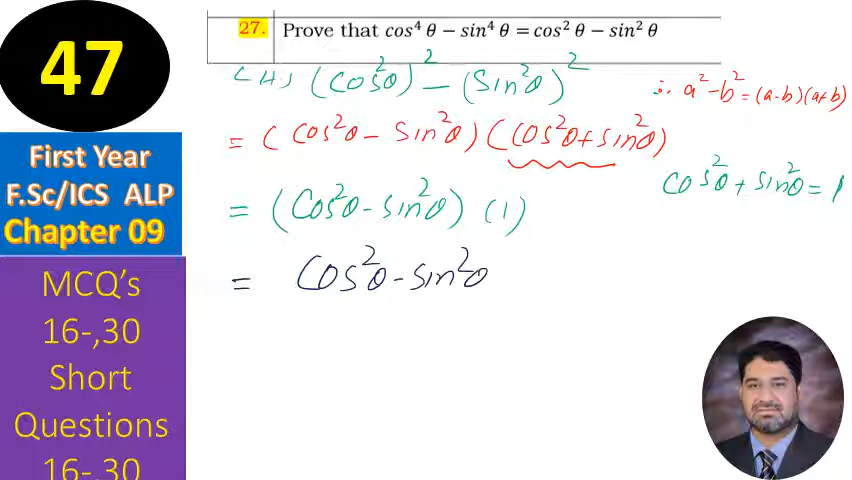 47
First Year
F.Sc/ICS ALP
Chapter 09
MCQ's
16-,30
Short
Questions
16-30
27. Prove that cos⁴ θ − sin⁴ θ = cos² θ − sin² θ
LHS (Cos²θ)² − (Sin²θ)²
∴ a² − b² = (a-b)(a+b)
= (Cos²θ − Sin²θ) (Cos²θ + sin²θ)
Cos²θ + sin²θ = 1
= (Cos²θ - sin²θ) (1)
= Cos²θ - sin²θ